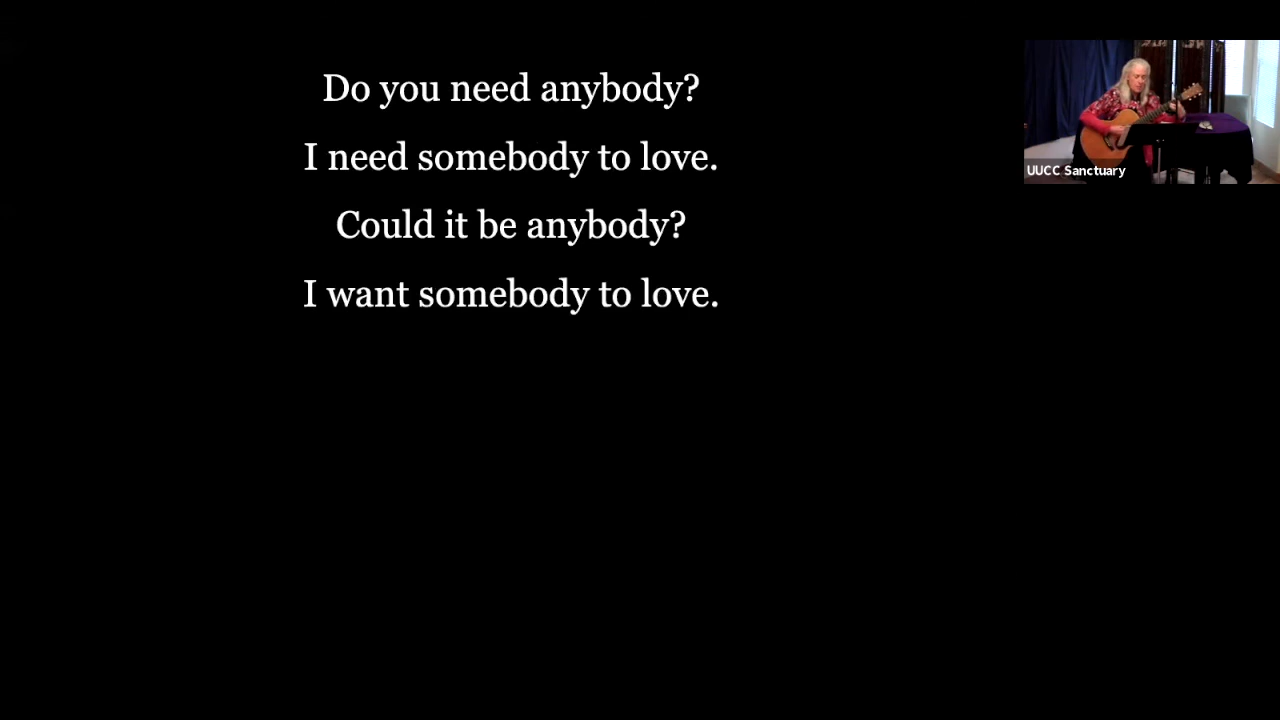 Do you need anybody?
I need somebody to love.
Could it be anybody?
I want somebody to love.
UUCC Sanctuary